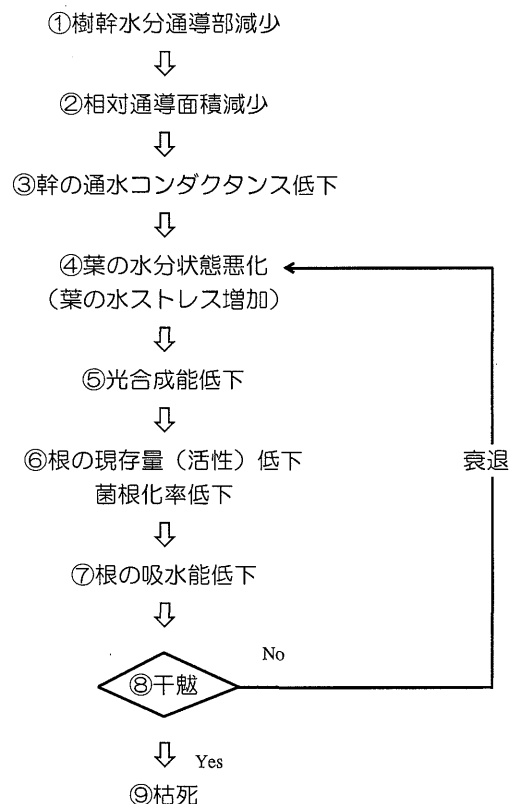 ①樹幹水分通導部減少
⇩
②相対通導面積減少
⇩
③幹の通水コンダクタンス低下
⇩
④葉の水分状態悪化
（葉の水ストレス増加）
⇩
⑤光合成能低下
⇩
⑥根の現存量（活性）低下
菌根化率低下
衰退
⇩
⑦根の吸水能低下
⇩
No
⑧干魃
⇩ Yes
⑨枯死